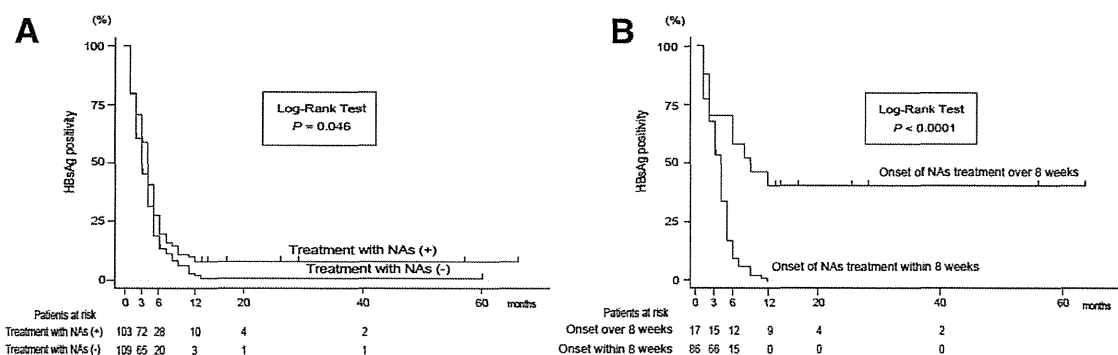 A
(%)
100
75
50
25
0
HBsAg positivity
Log-Rank Test
P = 0.046
Treatment with NAs (+)
Treatment with NAs (-)
0 3 6 12 20 40 60 months
Patients at risk
Treatment with NAs (+) 103 72 28 10 4 2
Treatment with NAs (-) 109 65 20 3 1 1
B
(%)
100
75
50
25
0
HBsAg positivity
Log-Rank Test
P < 0.0001
Onset of NAs treatment over 8 weeks
Onset of NAs treatment within 8 weeks
0 3 6 12 20 40 60 months
Patients at risk
Onset over 8 weeks 17 15 12 9 4 2
Onset within 8 weeks 86 66 15 0 0 0